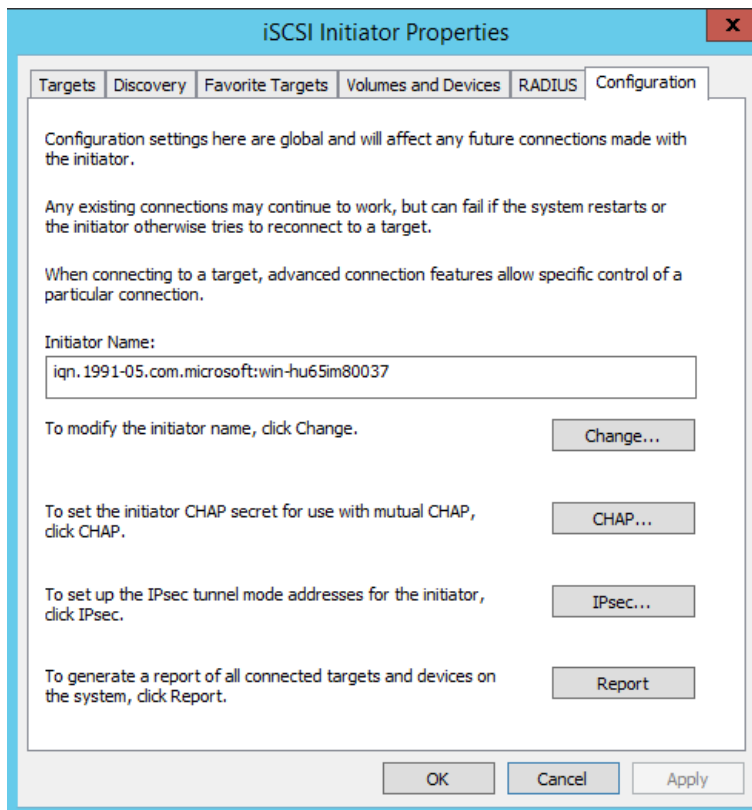 iSCSI Initiator Properties
x
Targets Discovery Favorite Targets Volumes and Devices RADIUS Configuration
Configuration settings here are global and will affect any future connections made with
the initiator.
Any existing connections may continue to work, but can fail if the system restarts or
the initiator otherwise tries to reconnect to a target.
When connecting to a target, advanced connection features allow specific control of a
particular connection.
Initiator Name:
iqn.1991-05.com.microsoft:win-hu65im80037
To modify the initiator name, click Change.
Change...
To set the initiator CHAP secret for use with mutual CHAP,
click CHAP.
CHAP...
To set up the IPsec tunnel mode addresses for the initiator,
click IPsec.
IPsec...
To generate a report of all connected targets and devices on
the system, click Report.
Report
OK Cancel Apply